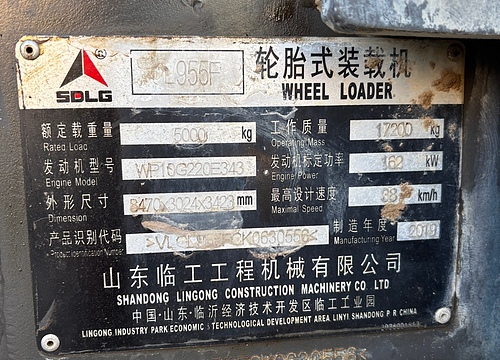 SDLG
L955F
轮胎式装载机
WHEEL LOADER
额定载重量 5000 kg
Rated Load
工作质量 17200 kg
Operating Mass
发动机型号 WP10G220E343
Engine Model
发动机标定功率 162 kW
Engine Power
外形尺寸 8470x3024x3423 mm
Dimension
最高设计速度 38 km/h
Maximal Speed
产品识别代码
Product Identification Number
制造年度 2019
Manufacturing Year
山东临工工程机械有限公司
SHANDONG LINGONG CONSTRUCTION MACHINERY CO. LTD
中国·山东·临沂经济技术开发区临工工业园
LINGONG INDUSTRY PARK ECONOMIC & TECHNOLOGICAL DEVELOPMENT AREA LINYI SHANDONG P R CHINA